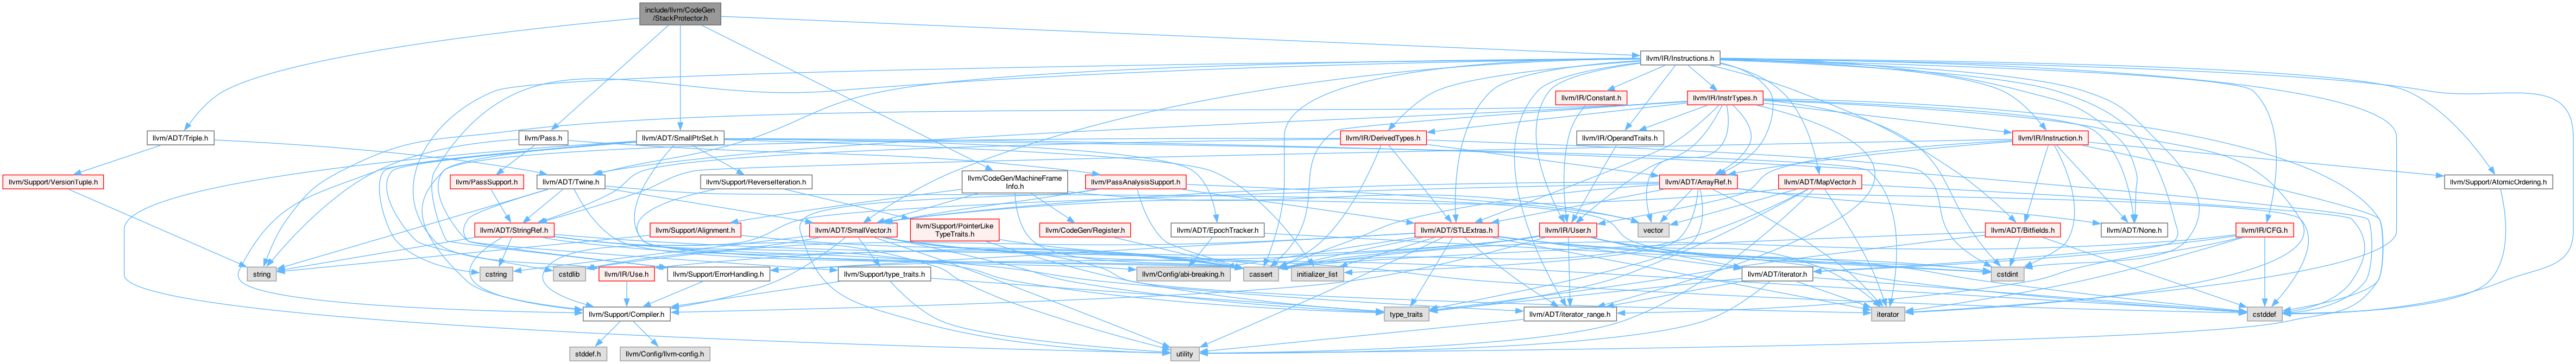 include/llvm/CodeGen
/StackProtector.h
llvm/IR/Instructions.h
llvm/IR/Constant.h
llvm/IR/InstrTypes.h
llvm/ADT/Triple.h
llvm/Pass.h
llvm/ADT/SmallPtrSet.h
llvm/IR/DerivedTypes.h
llvm/IR/OperandTraits.h
llvm/IR/Instruction.h
llvm/Support/VersionTuple.h
llvm/PassSupport.h
llvm/ADT/Twine.h
llvm/Support/ReverseIteration.h
llvm/CodeGen/MachineFrame
Info.h
llvm/PassAnalysisSupport.h
llvm/ADT/ArrayRef.h
llvm/ADT/MapVector.h
llvm/Support/AtomicOrdering.h
llvm/ADT/StringRef.h
llvm/Support/Alignment.h
llvm/ADT/SmallVector.h
llvm/Support/PointerLike
TypeTraits.h
llvm/CodeGen/Register.h
llvm/ADT/EpochTracker.h
llvm/ADT/STLExtras.h
llvm/IR/User.h
vector
llvm/ADT/Bitfields.h
llvm/ADT/None.h
llvm/IR/CFG.h
string
cstring
cstdlib
llvm/IR/Use.h
llvm/Support/ErrorHandling.h
llvm/Support/type_traits.h
llvm/Config/abi-breaking.h
cassert
initializer_list
llvm/ADT/iterator.h
cstdint
llvm/Support/Compiler.h
type_traits
llvm/ADT/iterator_range.h
iterator
cstddef
stddef.h
llvm/Config/llvm-config.h
utility